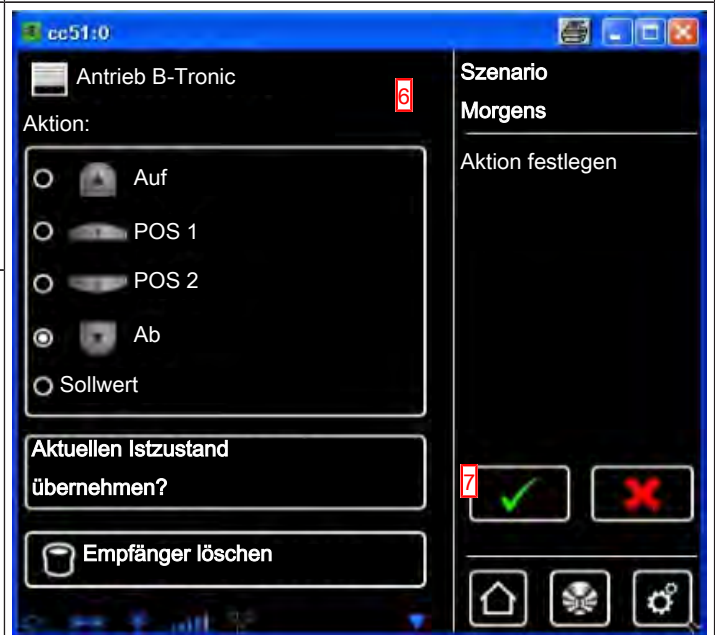 cc51:0
Antrieb B-Tronic
6
Aktion:
Auf
POS 1
POS 2
Ab
Sollwert
Aktuellen Istzustand
übernehmen?
Empfänger löschen
Szenario
Morgens
Aktion festlegen
7